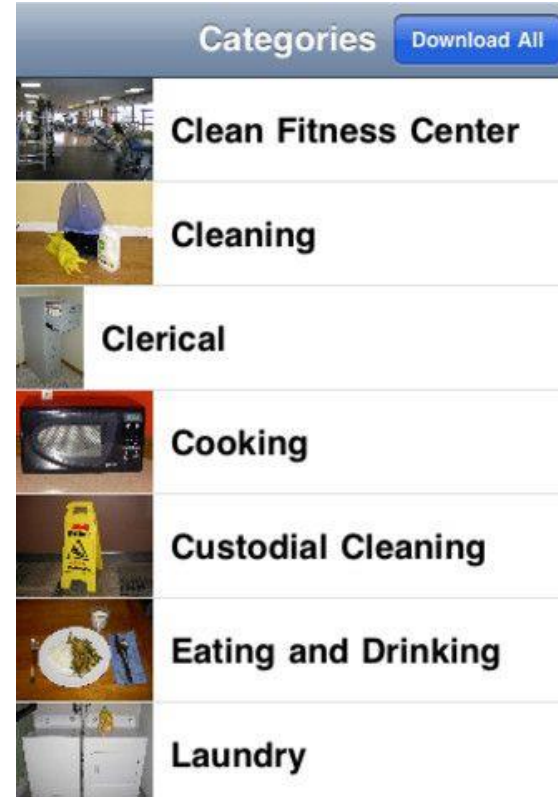 Categories
Download All
Clean Fitness Center
Cleaning
Clerical
Cooking
Custodial Cleaning
Eating and Drinking
Laundry